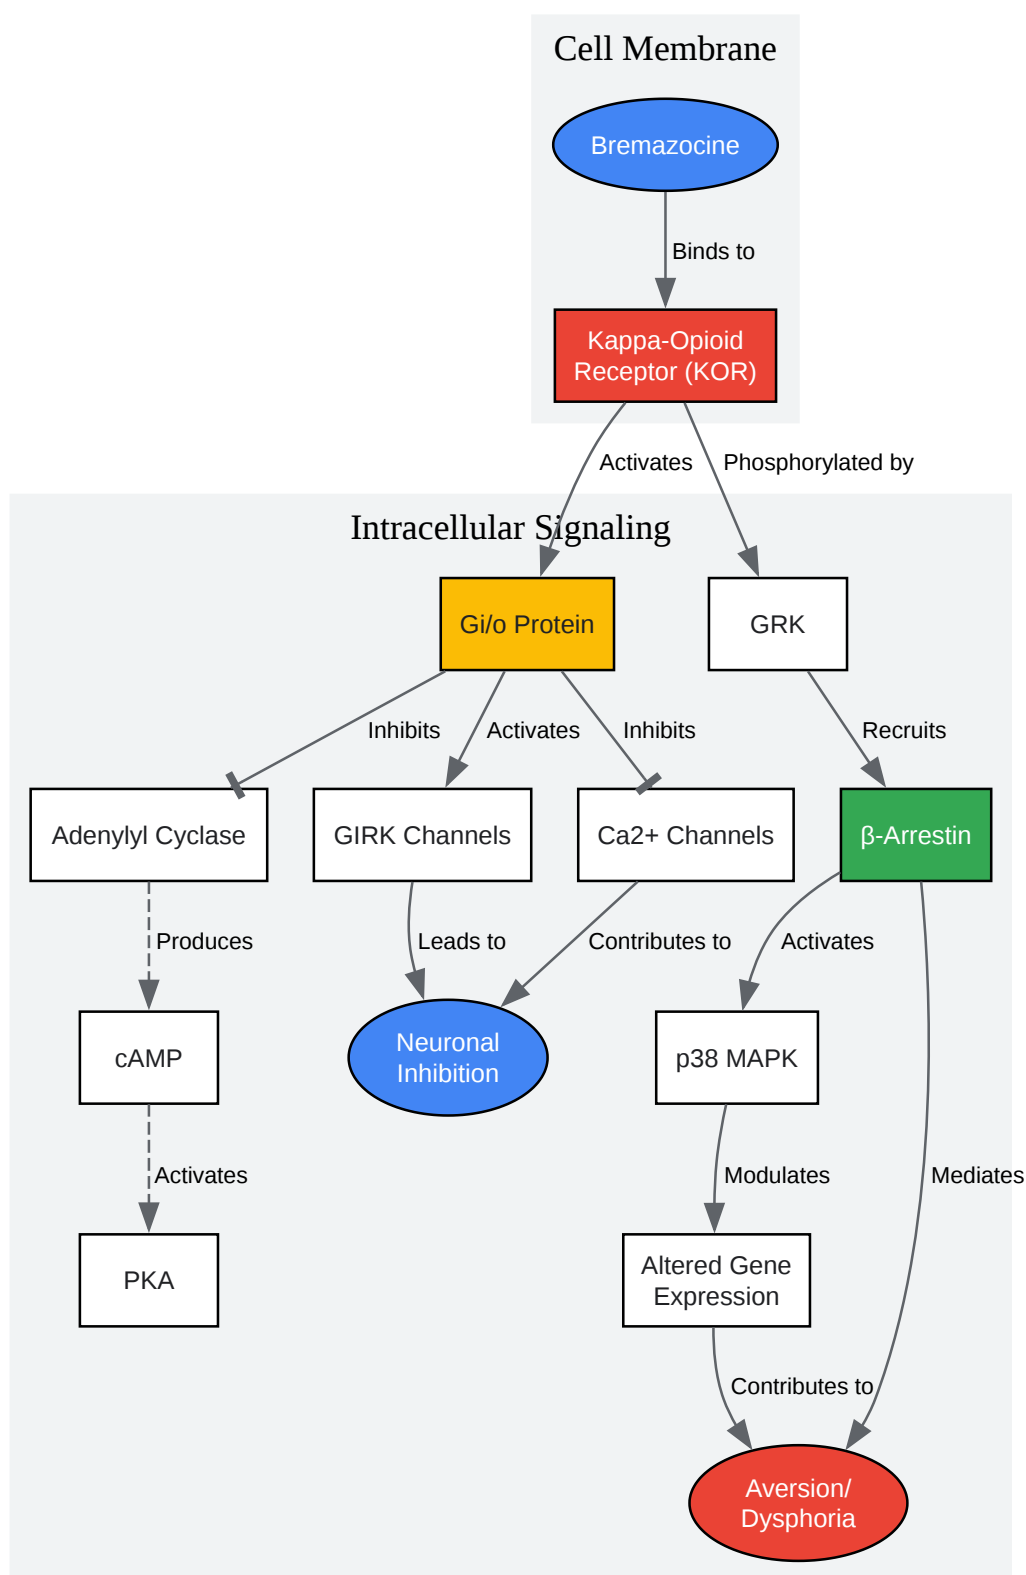 Cell Membrane
Bremazocine
Binds to
Kappa-Opioid
Receptor (KOR)
Activates
Phosphorylated by
Intracellular Signaling
Gi/o Protein
GRK
Inhibits
Activates
Inhibits
Recruits
Adenylyl Cyclase
GIRK Channels
Ca2+ Channels
β-Arrestin
Produces
Leads to
Contributes to
Activates
cAMP
Neuronal
Inhibition
p38 MAPK
Activates
Modulates
Mediates
PKA
Altered Gene
Expression
Contributes to
Aversion/
Dysphoria